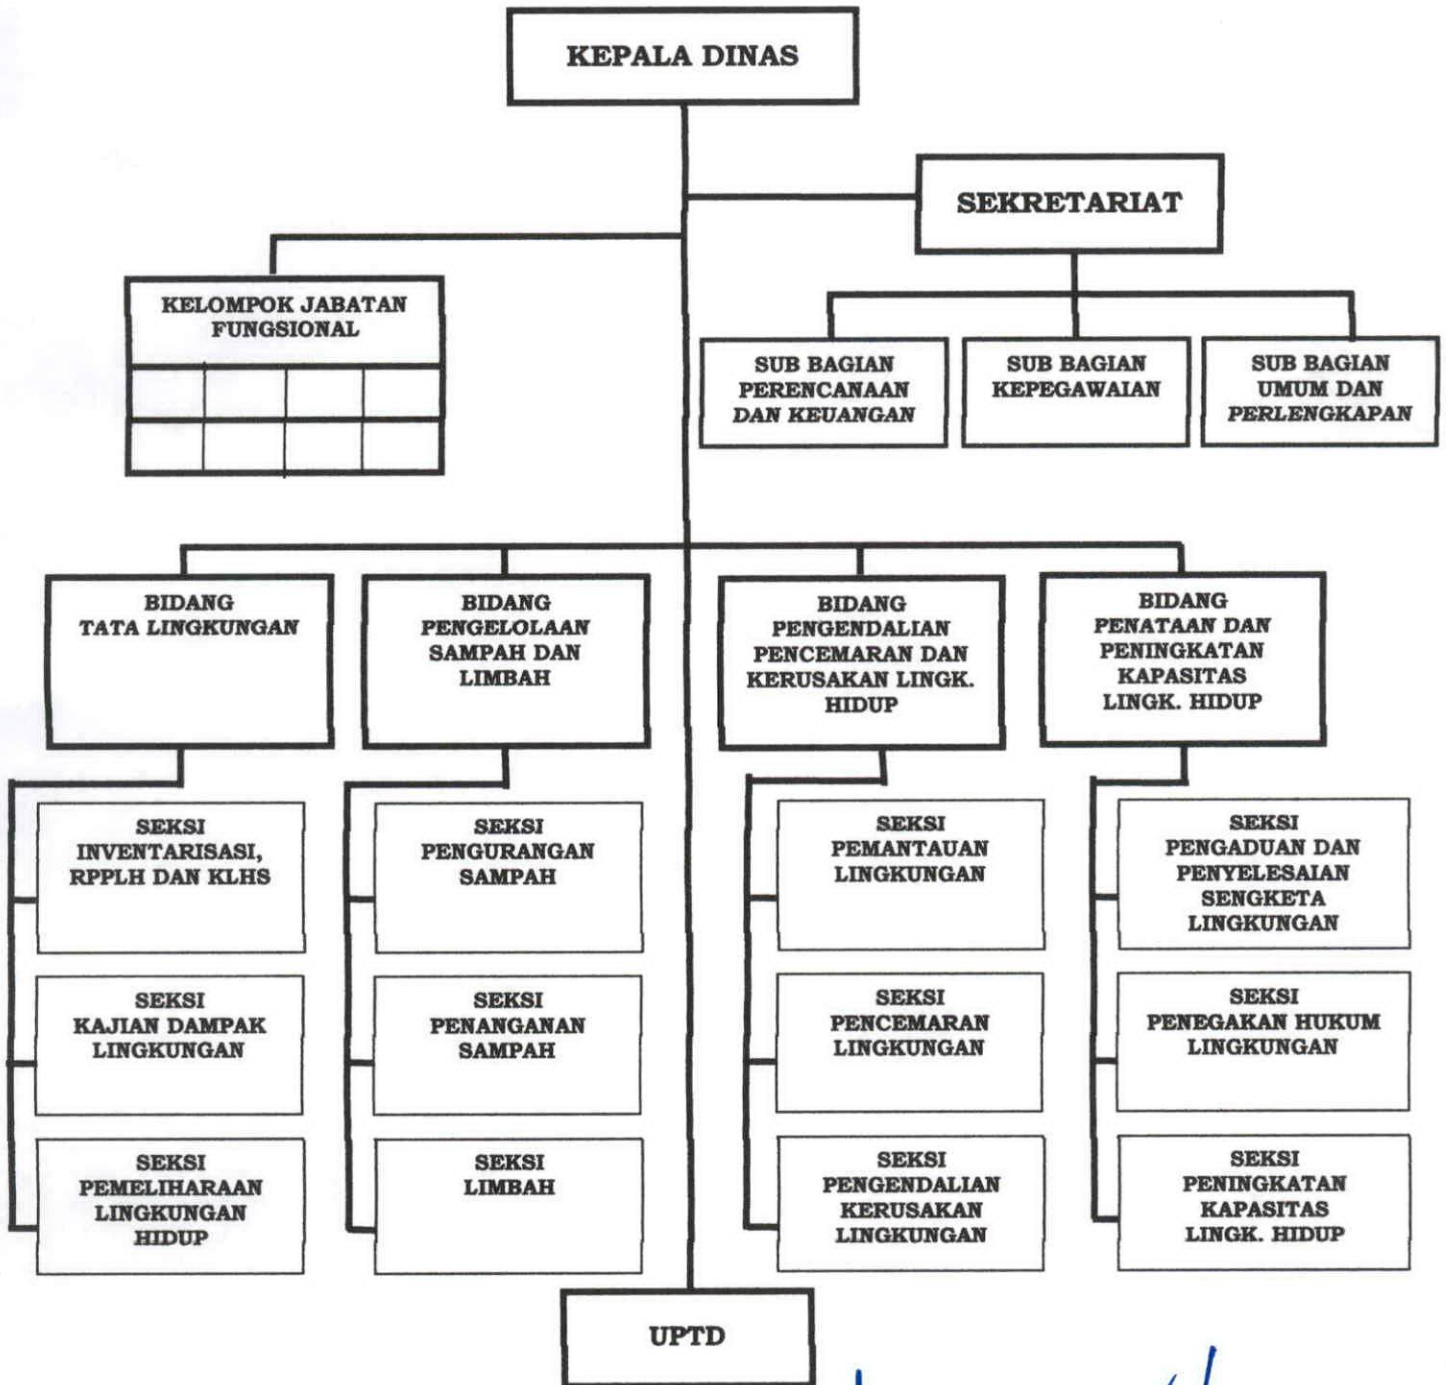 KEPALA DINAS
SEKRETARIAT
KELOMPOK JABATAN
FUNGSIONAL
SUB BAGIAN
PERENCANAAN
DAN KEUANGAN
SUB BAGIAN
KEPEGAWAIAN
SUB BAGIAN
UMUM DAN
PERLENGKAPAN
BIDANG
TATA LINGKUNGAN
BIDANG
PENGELOLAAN
SAMPAH DAN
LIMBAH
BIDANG
PENGENDALIAN
PENCEMARAN DAN
KERUSAKAN LINGK.
HIDUP
BIDANG
PENATAAN DAN
PENINGKATAN
KAPASITAS
LINGK. HIDUP
SEKSI
INVENTARISASI,
RPPLH DAN KLHS
SEKSI
KAJIAN DAMPAK
LINGKUNGAN
SEKSI
PEMELIHARAAN
LINGKUNGAN
HIDUP
SEKSI
PENGURANGAN
SAMPAH
SEKSI
PENANGANAN
SAMPAH
SEKSI
LIMBAH
SEKSI
PEMANTAUAN
LINGKUNGAN
SEKSI
PENCEMARAN
LINGKUNGAN
SEKSI
PENGENDALIAN
KERUSAKAN
LINGKUNGAN
SEKSI
PENGADUAN DAN
PENYELESAIAN
SENGKETA
LINGKUNGAN
SEKSI
PENEGAKAN HUKUM
LINGKUNGAN
SEKSI
PENINGKATAN
KAPASITAS
LINGK. HIDUP
UPTD